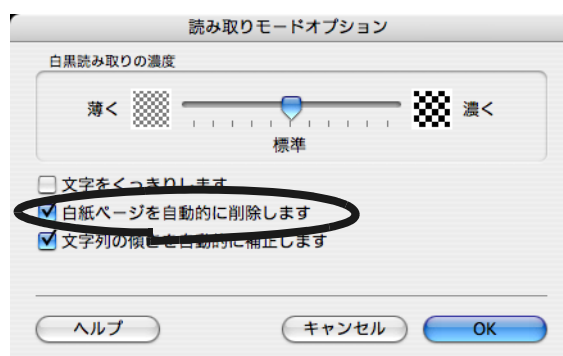 読み取りモードオプション
白黒読み取りの濃度
薄く 濃く
標準
文字をくっきりします
白紙ページを自動的に削除します
文字列の傾きを自動的に補正します
ヘルプ キャンセル OK